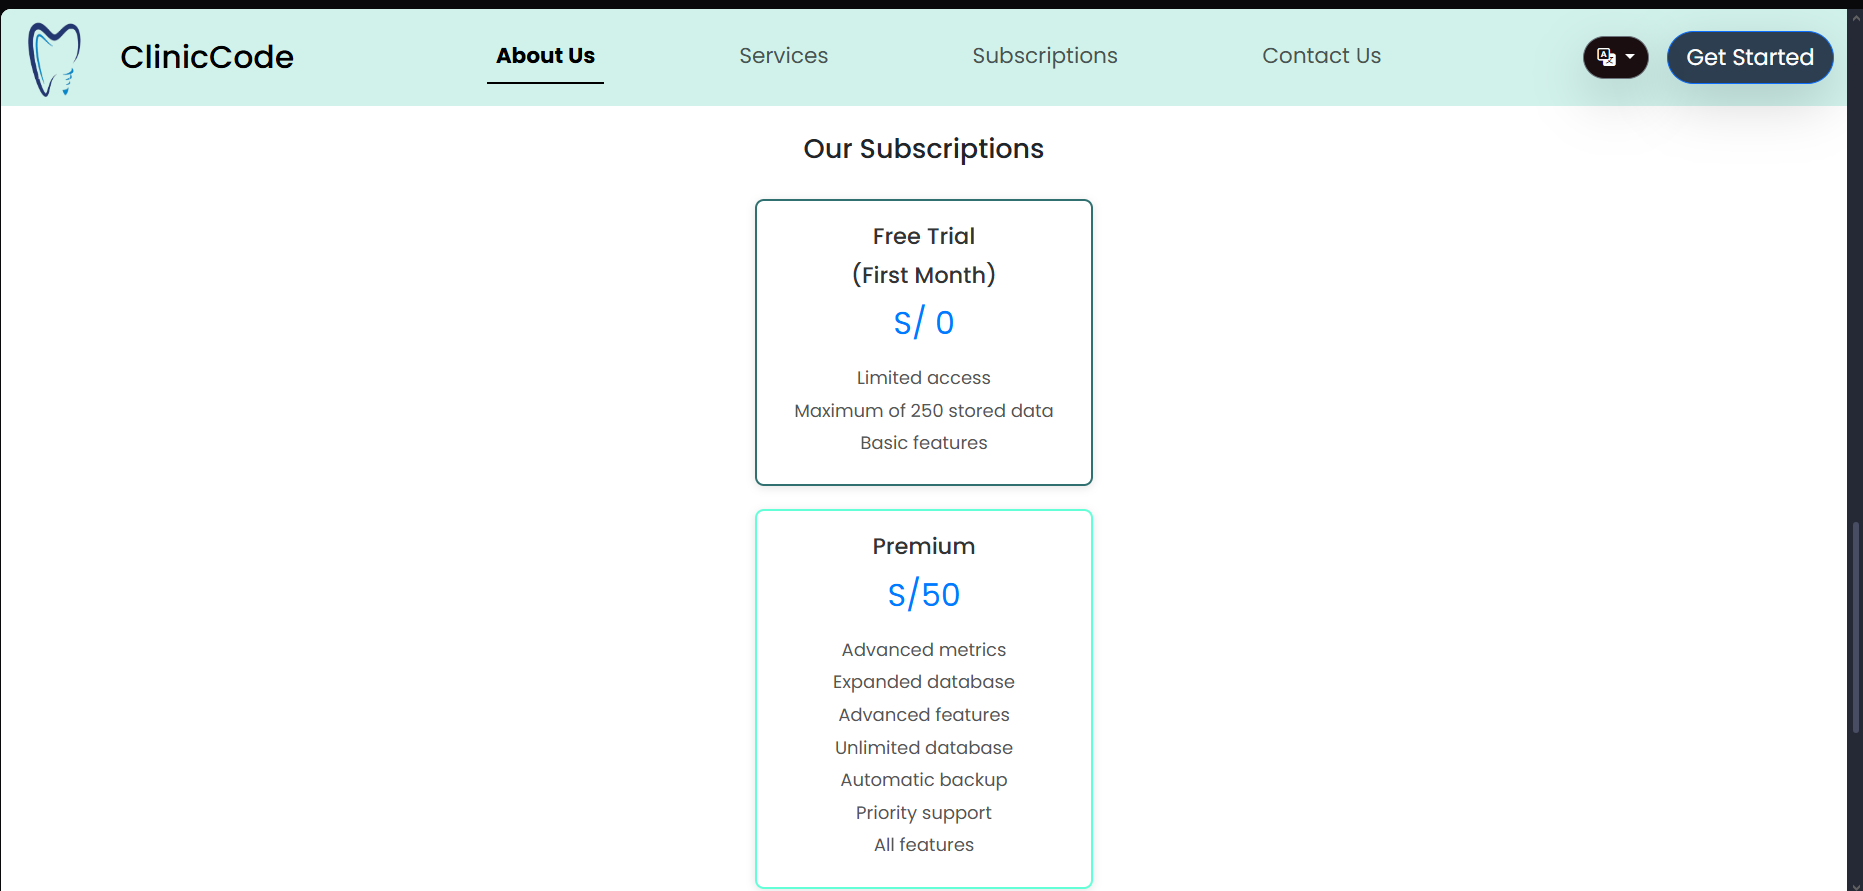 ClinicCode
About Us
Services
Subscriptions
Contact Us
Get Started
Our Subscriptions
Free Trial
(First Month)
S/ 0
Limited access
Maximum of 250 stored data
Basic features
Premium
S/50
Advanced metrics
Expanded database
Advanced features
Unlimited database
Automatic backup
Priority support
All features